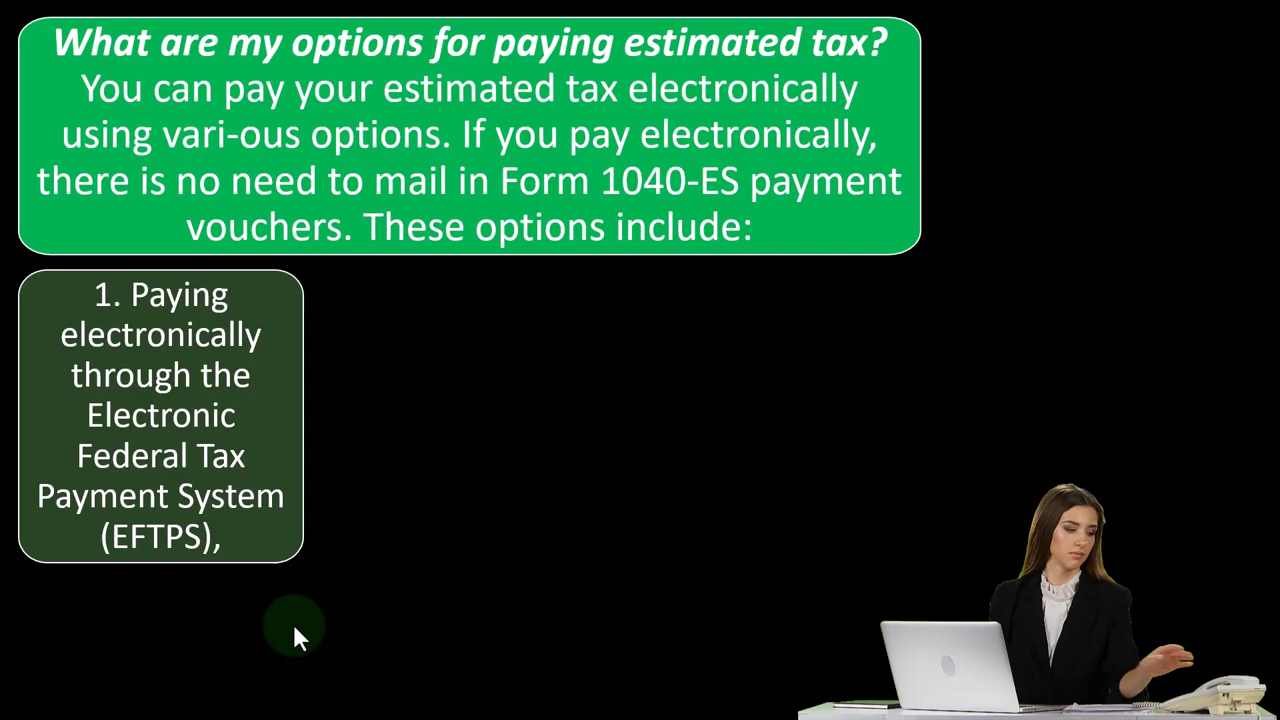 What are my options for paying estimated tax?
You can pay your estimated tax electronically
using vari-ous options. If you pay electronically,
there is no need to mail in Form 1040-ES payment
vouchers. These options include:
1. Paying
electronically
through the
Electronic
Federal Tax
Payment System
(EFTPS),